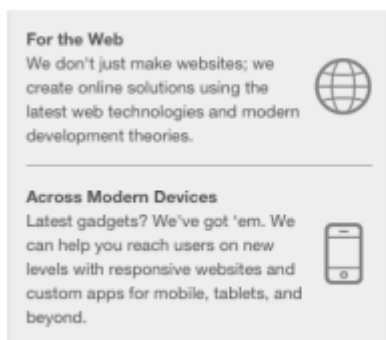 For the Web
We don't just make websites; we
create online solutions using the
latest web technologies and modern
development theories.
Across Modern Devices
Latest gadgets? We've got 'em. We
can help you reach users on new
levels with responsive websites and
custom apps for mobile, tablets, and
beyond.